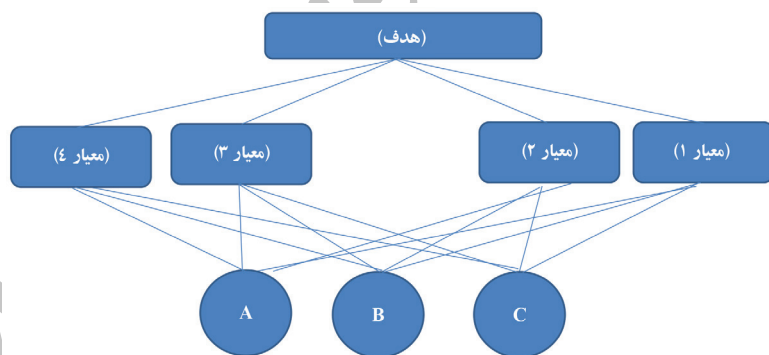 (هدف)
(معیار ۱)
(معیار ۲)
(معیار ۳)
(معیار ٤)
A
B
C